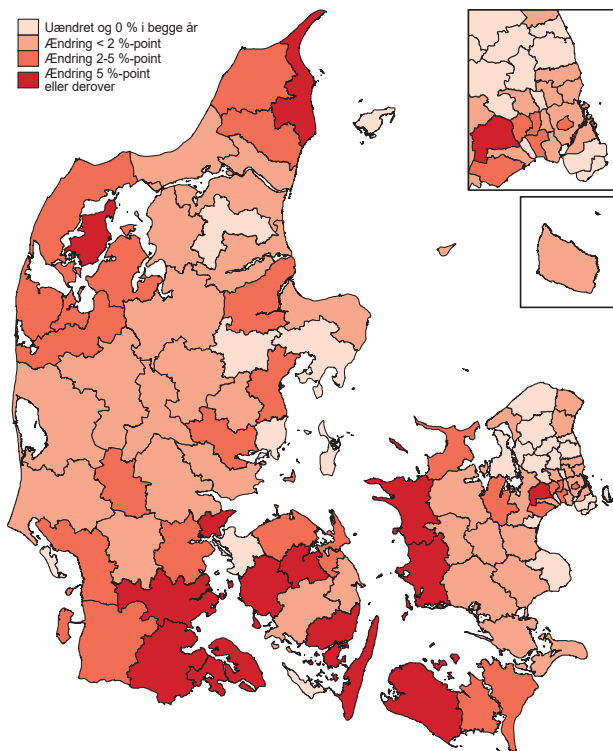 Uændret og 0 % i begge år
Ændring < 2 %-point
Ændring 2-5 %-point
Ændring 5 %-point
eller derover